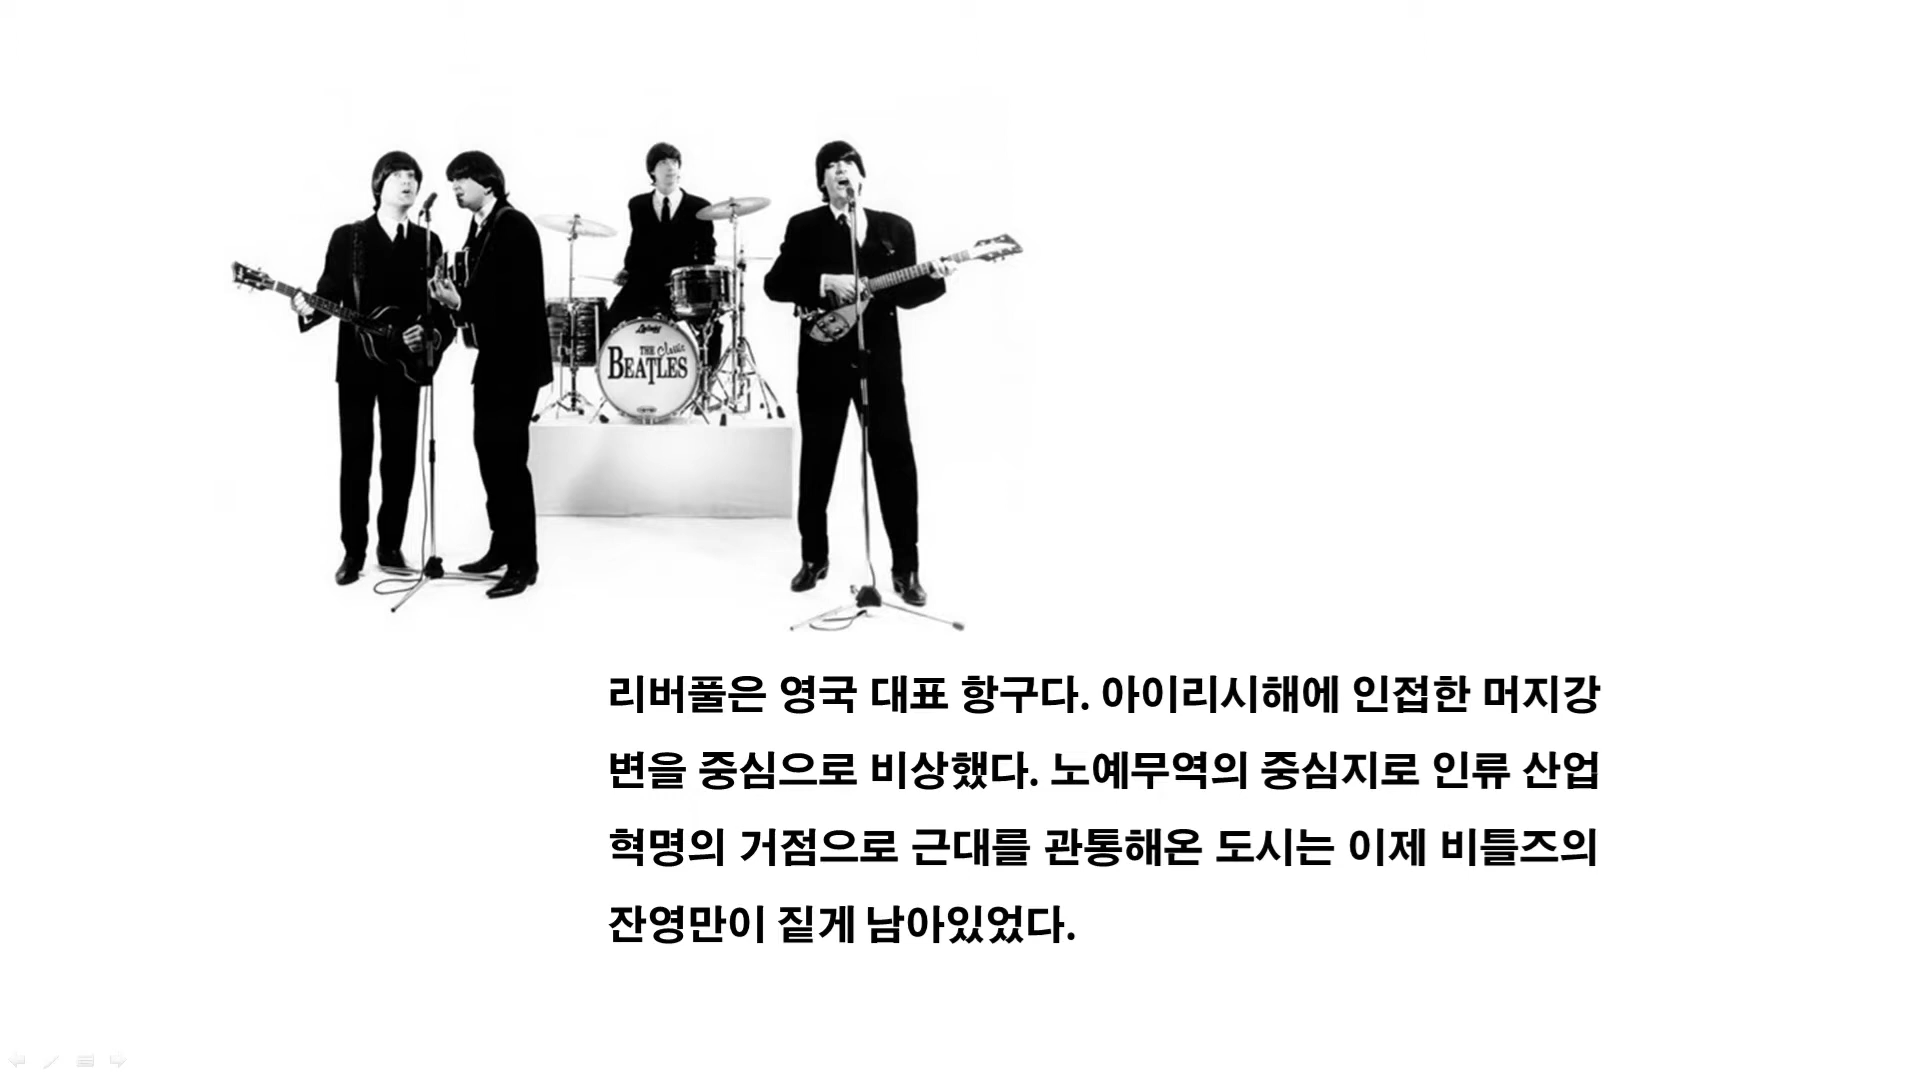 Ludwig
THE Classic
BEATLES
리버풀은 영국 대표 항구다. 아이리시해에 인접한 머지강
변을 중심으로 비상했다. 노예무역의 중심지로 인류 산업
혁명의 거점으로 근대를 관통해온 도시는 이제 비틀즈의
잔영만이 짙게 남아있었다.